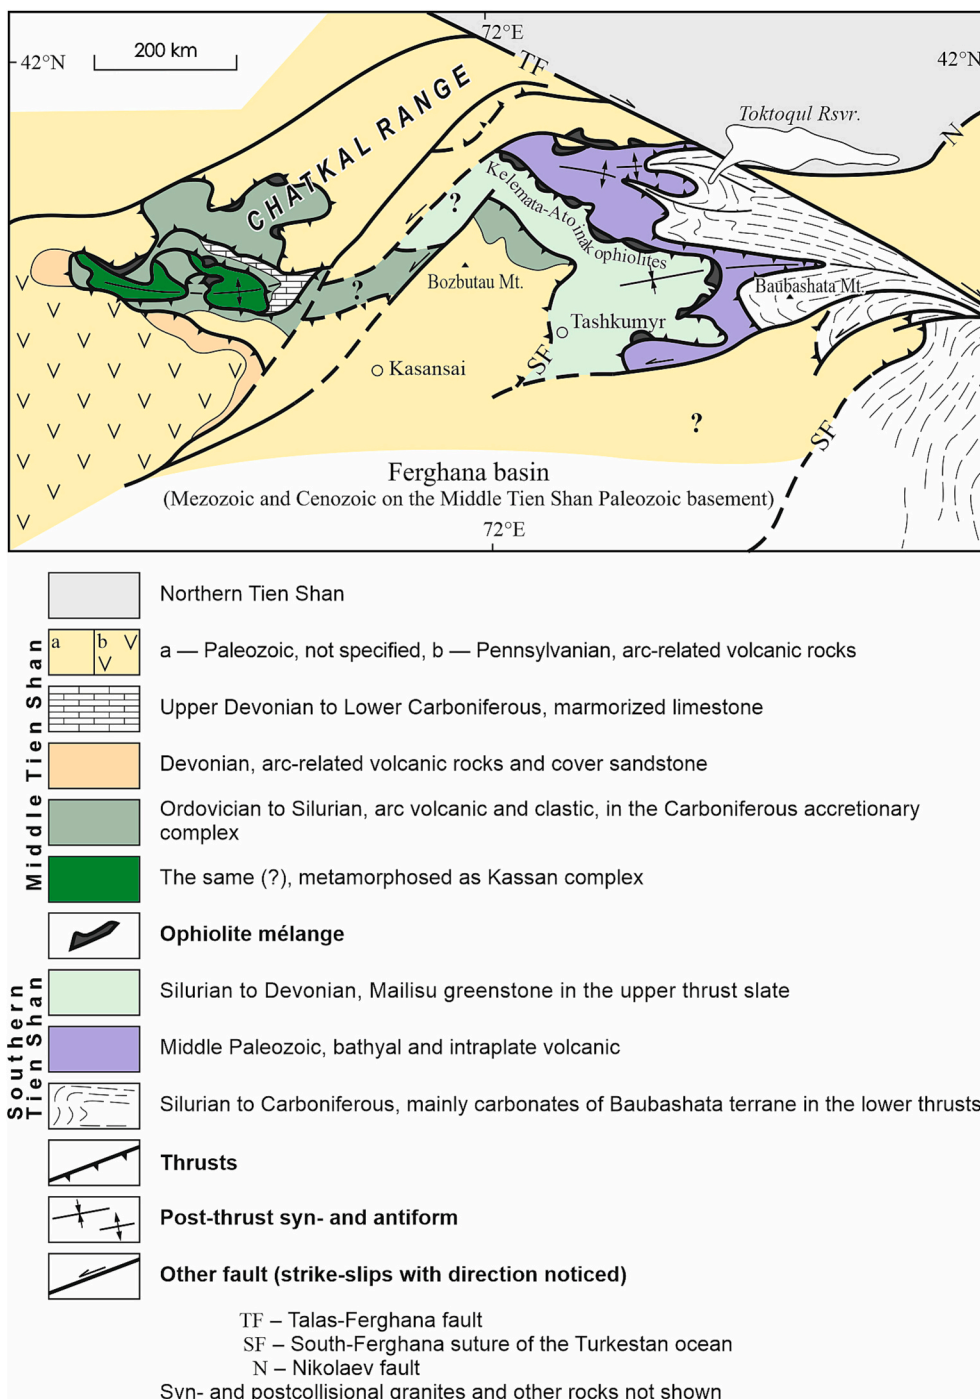 72°E
42°N
200 km
TF
42°N
CHATKAL RANGE
Toktoqul Rsvr.
N
Kelemata-Atoinak ophiolites
?
?
Bozbutau Mt.
Baubashata Mt.
Tashkumyr
SF
Kasansai
?
SF
Ferghana basin
(Mezozoic and Cenozoic on the Middle Tien Shan Paleozoic basement)
72°E
Northern Tien Shan
Middle Tien Shan
a b
a — Paleozoic, not specified, b — Pennsylvanian, arc-related volcanic rocks
Upper Devonian to Lower Carboniferous, marmorized limestone
Devonian, arc-related volcanic rocks and cover sandstone
Ordovician to Silurian, arc volcanic and clastic, in the Carboniferous accretionary
complex
The same (?), metamorphosed as Kassan complex
Ophiolite mélange
Southern
Tien Shan
Silurian to Devonian, Mailisu greenstone in the upper thrust slate
Middle Paleozoic, bathyal and intraplate volcanic
Silurian to Carboniferous, mainly carbonates of Baubashata terrane in the lower thrusts
Thrusts
Post-thrust syn- and antiform
Other fault (strike-slips with direction noticed)
TF – Talas-Ferghana fault
SF – South-Ferghana suture of the Turkestan ocean
N – Nikolaev fault
Syn- and postcollisional granites and other rocks not shown